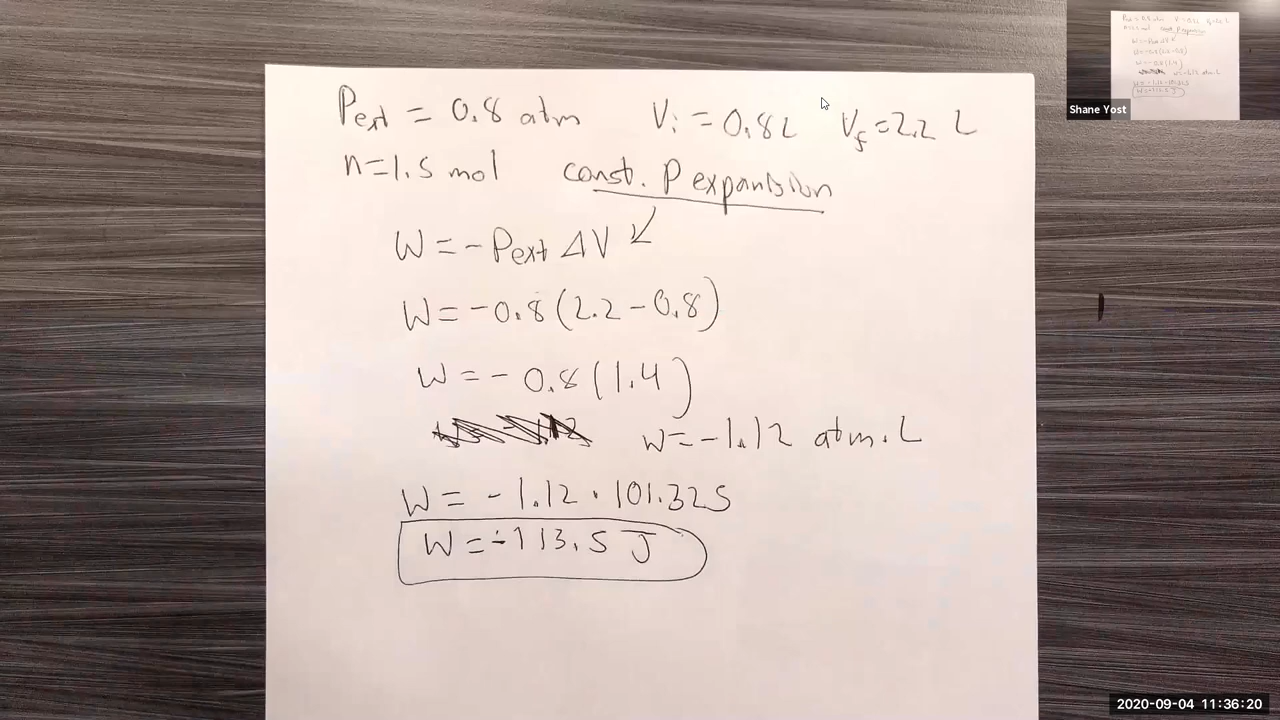 Pext = 0.8 atm Vi = 0.8L Vf = 2.2 L
n=1.5 mol const. P expansion
W = -Pext ΔV
W = -0.8(2.2-0.8)
W = -0.8(1.4)
w=-1.12 atm.L
W = -1.12 · 101.325
W = -113.5 J
Shane Yost
2020-09-04 11:36:20